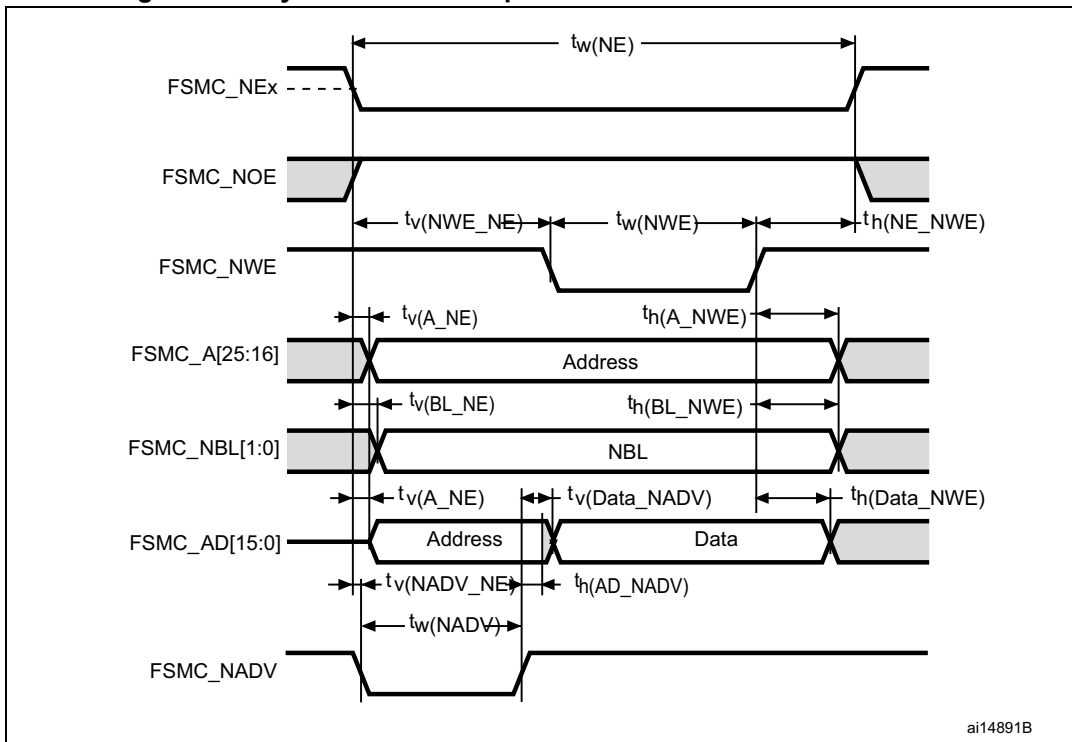 tw(NE)
FSMC_NEx
FSMC_NOE
tv(NWE_NE) tw(NWE) th(NE_NWE)
FSMC_NWE
tv(A_NE) th(A_NWE)
FSMC_A[25:16] Address
tv(BL_NE) th(BL_NWE)
FSMC_NBL[1:0] NBL
tv(A_NE) tv(Data_NADV) th(Data_NWE)
FSMC_AD[15:0] Address Data
tv(NADV_NE) th(AD_NADV)
tw(NADV)
FSMC_NADV
ai14891B